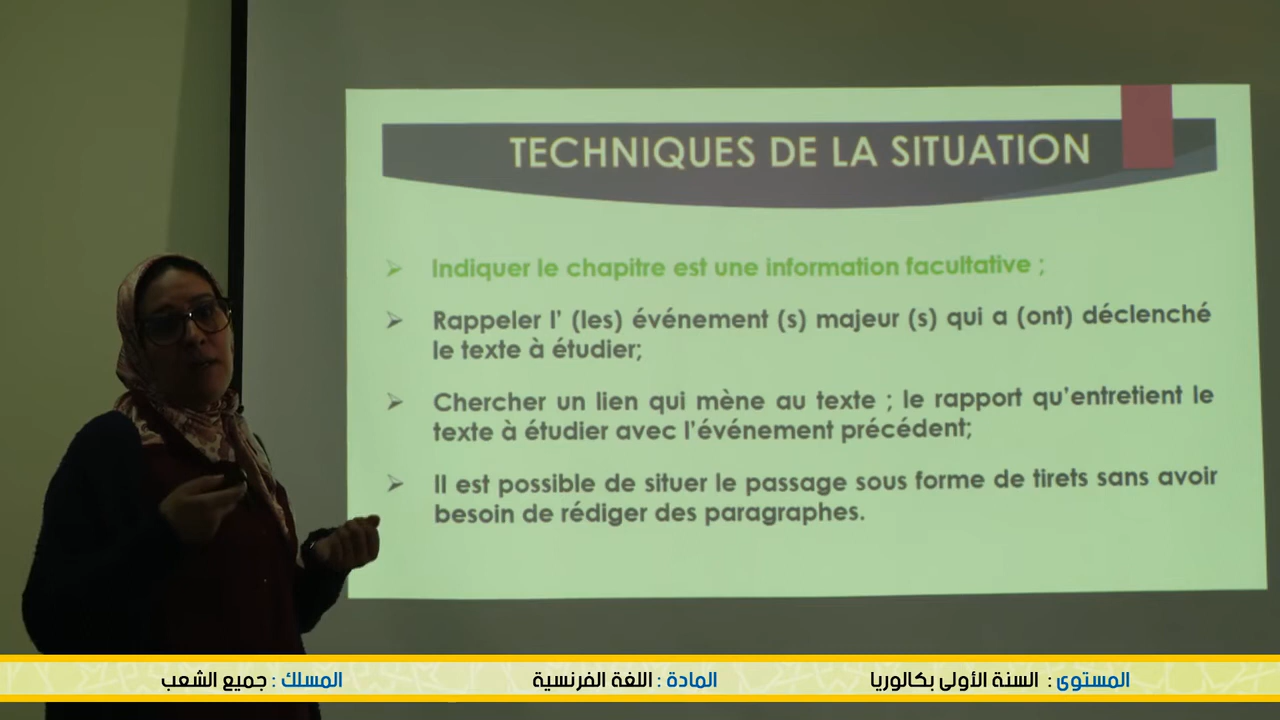 TECHNIQUES DE LA SITUATION
Indiquer le chapitre est une information facultative ;
Rappeler l' (les) événement (s) majeur (s) qui a (ont) déclenché
le texte à étudier;
Chercher un lien qui mène au texte ; le rapport qu'entretient le
texte à étudier avec l'événement précédent;
Il est possible de situer le passage sous forme de tirets sans avoir
besoin de rédiger des paragraphes.
المستوى : السنة الأولى بكالوريا
المادة : اللغة الفرنسية
المسلك : جميع الشعب